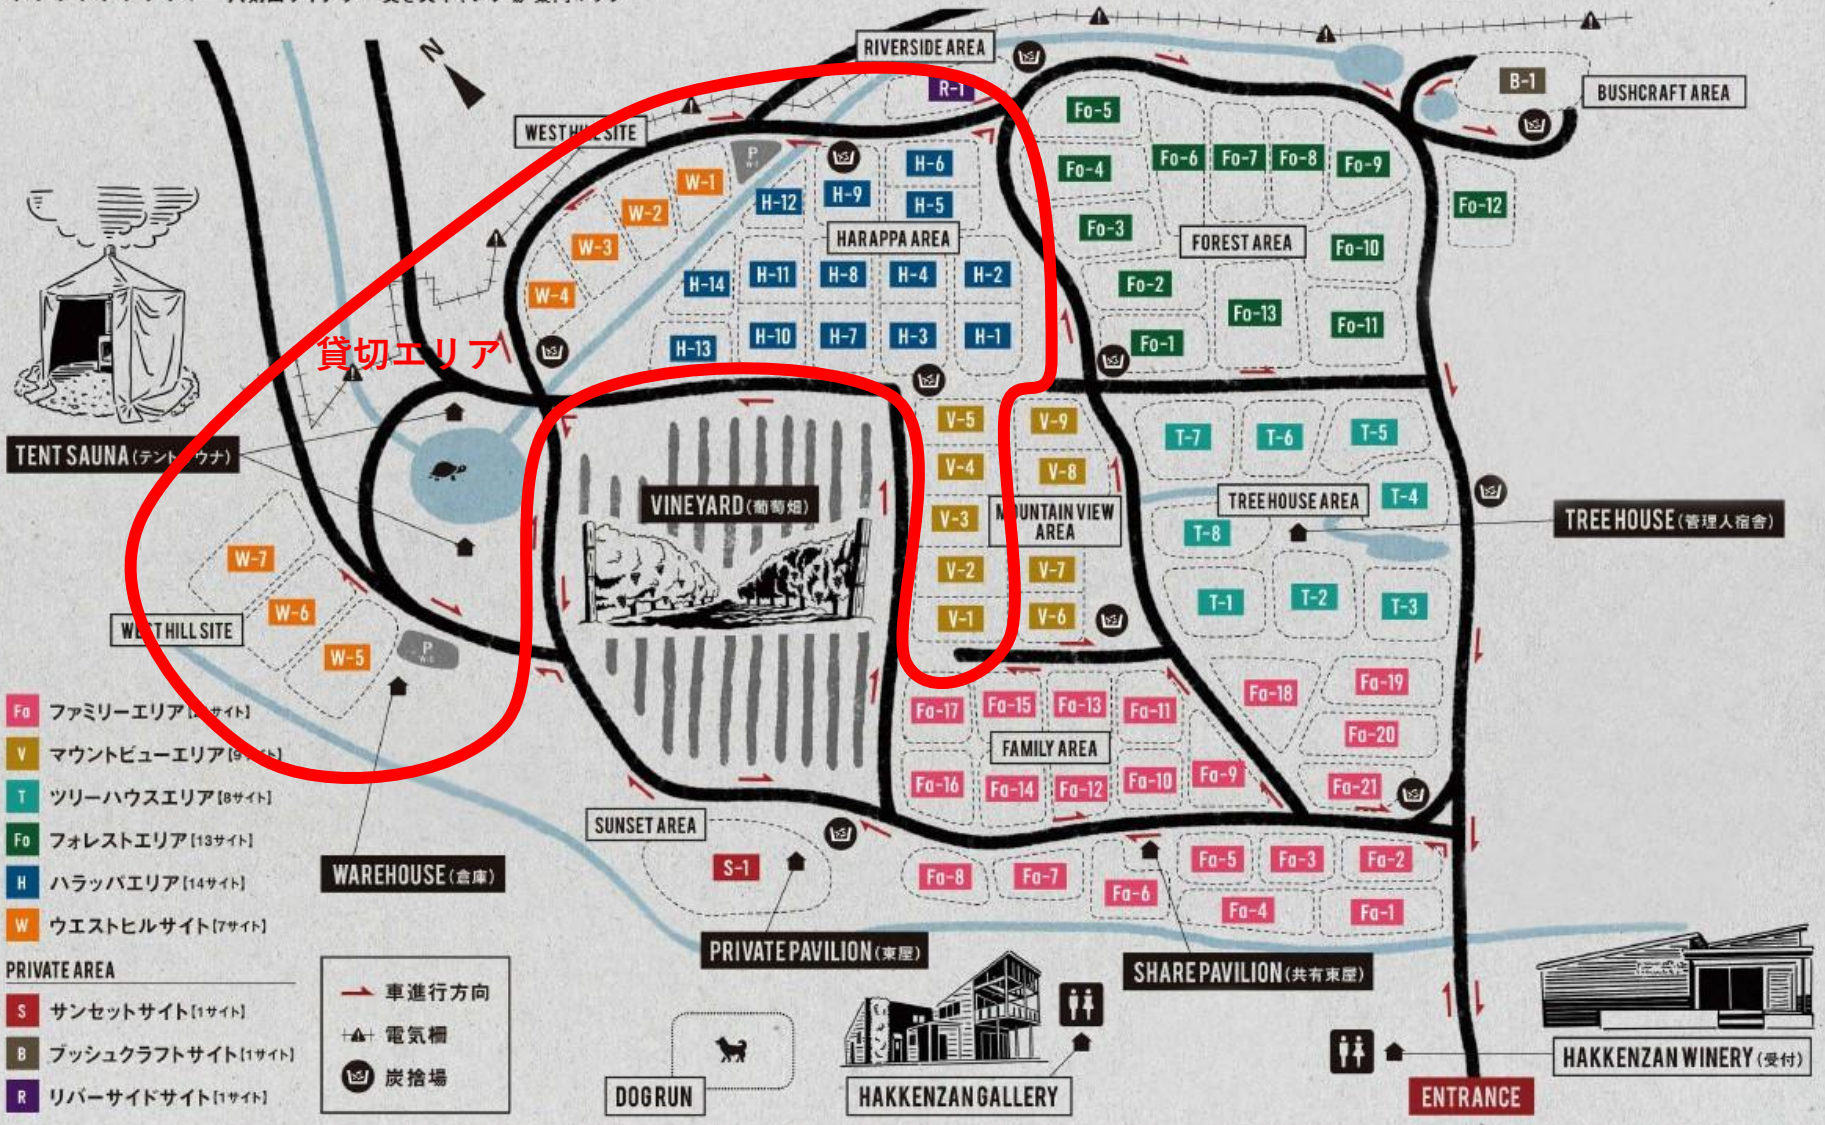 N
RIVERSIDE AREA
R-1
B-1
BUSHCRAFT AREA
WEST HILL SITE
P
W-1
W-2
W-3
W-4
H-6
H-5
H-9
H-12
HARAPPA AREA
H-14
H-11
H-8
H-4
H-2
H-13
H-10
H-7
H-3
H-1
Fo-5
Fo-4
Fo-6
Fo-7
Fo-8
Fo-9
Fo-12
Fo-3
FOREST AREA
Fo-10
Fo-2
Fo-13
Fo-11
Fo-1
貸切エリア
TENT SAUNA(テントサウナ)
VINEYARD(葡萄畑)
V-5
V-9
V-4
V-8
V-3
MOUNTAIN VIEW
AREA
V-2
V-7
V-1
V-6
T-7
T-6
T-5
TREE HOUSE AREA
T-4
T-8
T-1
T-2
T-3
TREE HOUSE(管理人宿舎)
W-7
W-6
W-5
P
WEST HILL SITE
Fa-17
Fa-15
Fa-13
Fa-11
Fa-18
Fa-19
Fa-20
FAMILY AREA
Fa-16
Fa-14
Fa-12
Fa-10
Fa-9
Fa-21
SUNSET AREA
S-1
Fa-8
Fa-7
Fa-6
Fa-5
Fa-3
Fa-2
Fa-4
Fa-1
WAREHOUSE(倉庫)
PRIVATE PAVILION(東屋)
SHARE PAVILION(共有東屋)
DOG RUN
HAKKENZAN GALLERY
HAKKENZAN WINERY(受付)
ENTRANCE
Fa ファミリーエリア
V マウントビューエリア[9サイト]
T ツリーハウスエリア[8サイト]
Fo フォレストエリア[13サイト]
H ハラッパエリア[14サイト]
W ウエストヒルサイト[7サイト]
PRIVATE AREA
S サンセットサイト[1サイト]
B ブッシュクラフトサイト[1サイト]
R リバーサイドサイト[1サイト]
車進行方向
電気柵
炭捨場